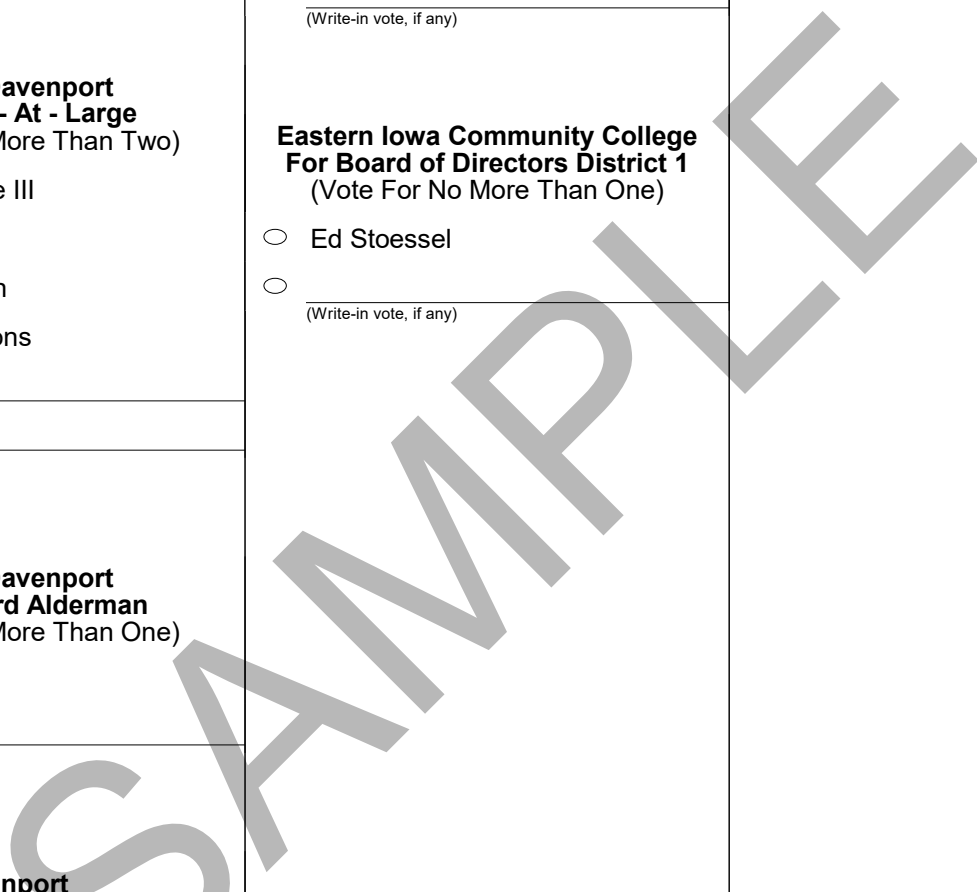 avenport
- At - Large
More Than Two)
e III
n
ons
avenport
rd Alderman
More Than One)
nport
(Write-in vote, if any)
Eastern Iowa Community College
For Board of Directors District 1
(Vote For No More Than One)
Ed Stoessel
(Write-in vote, if any)
SAMPLE